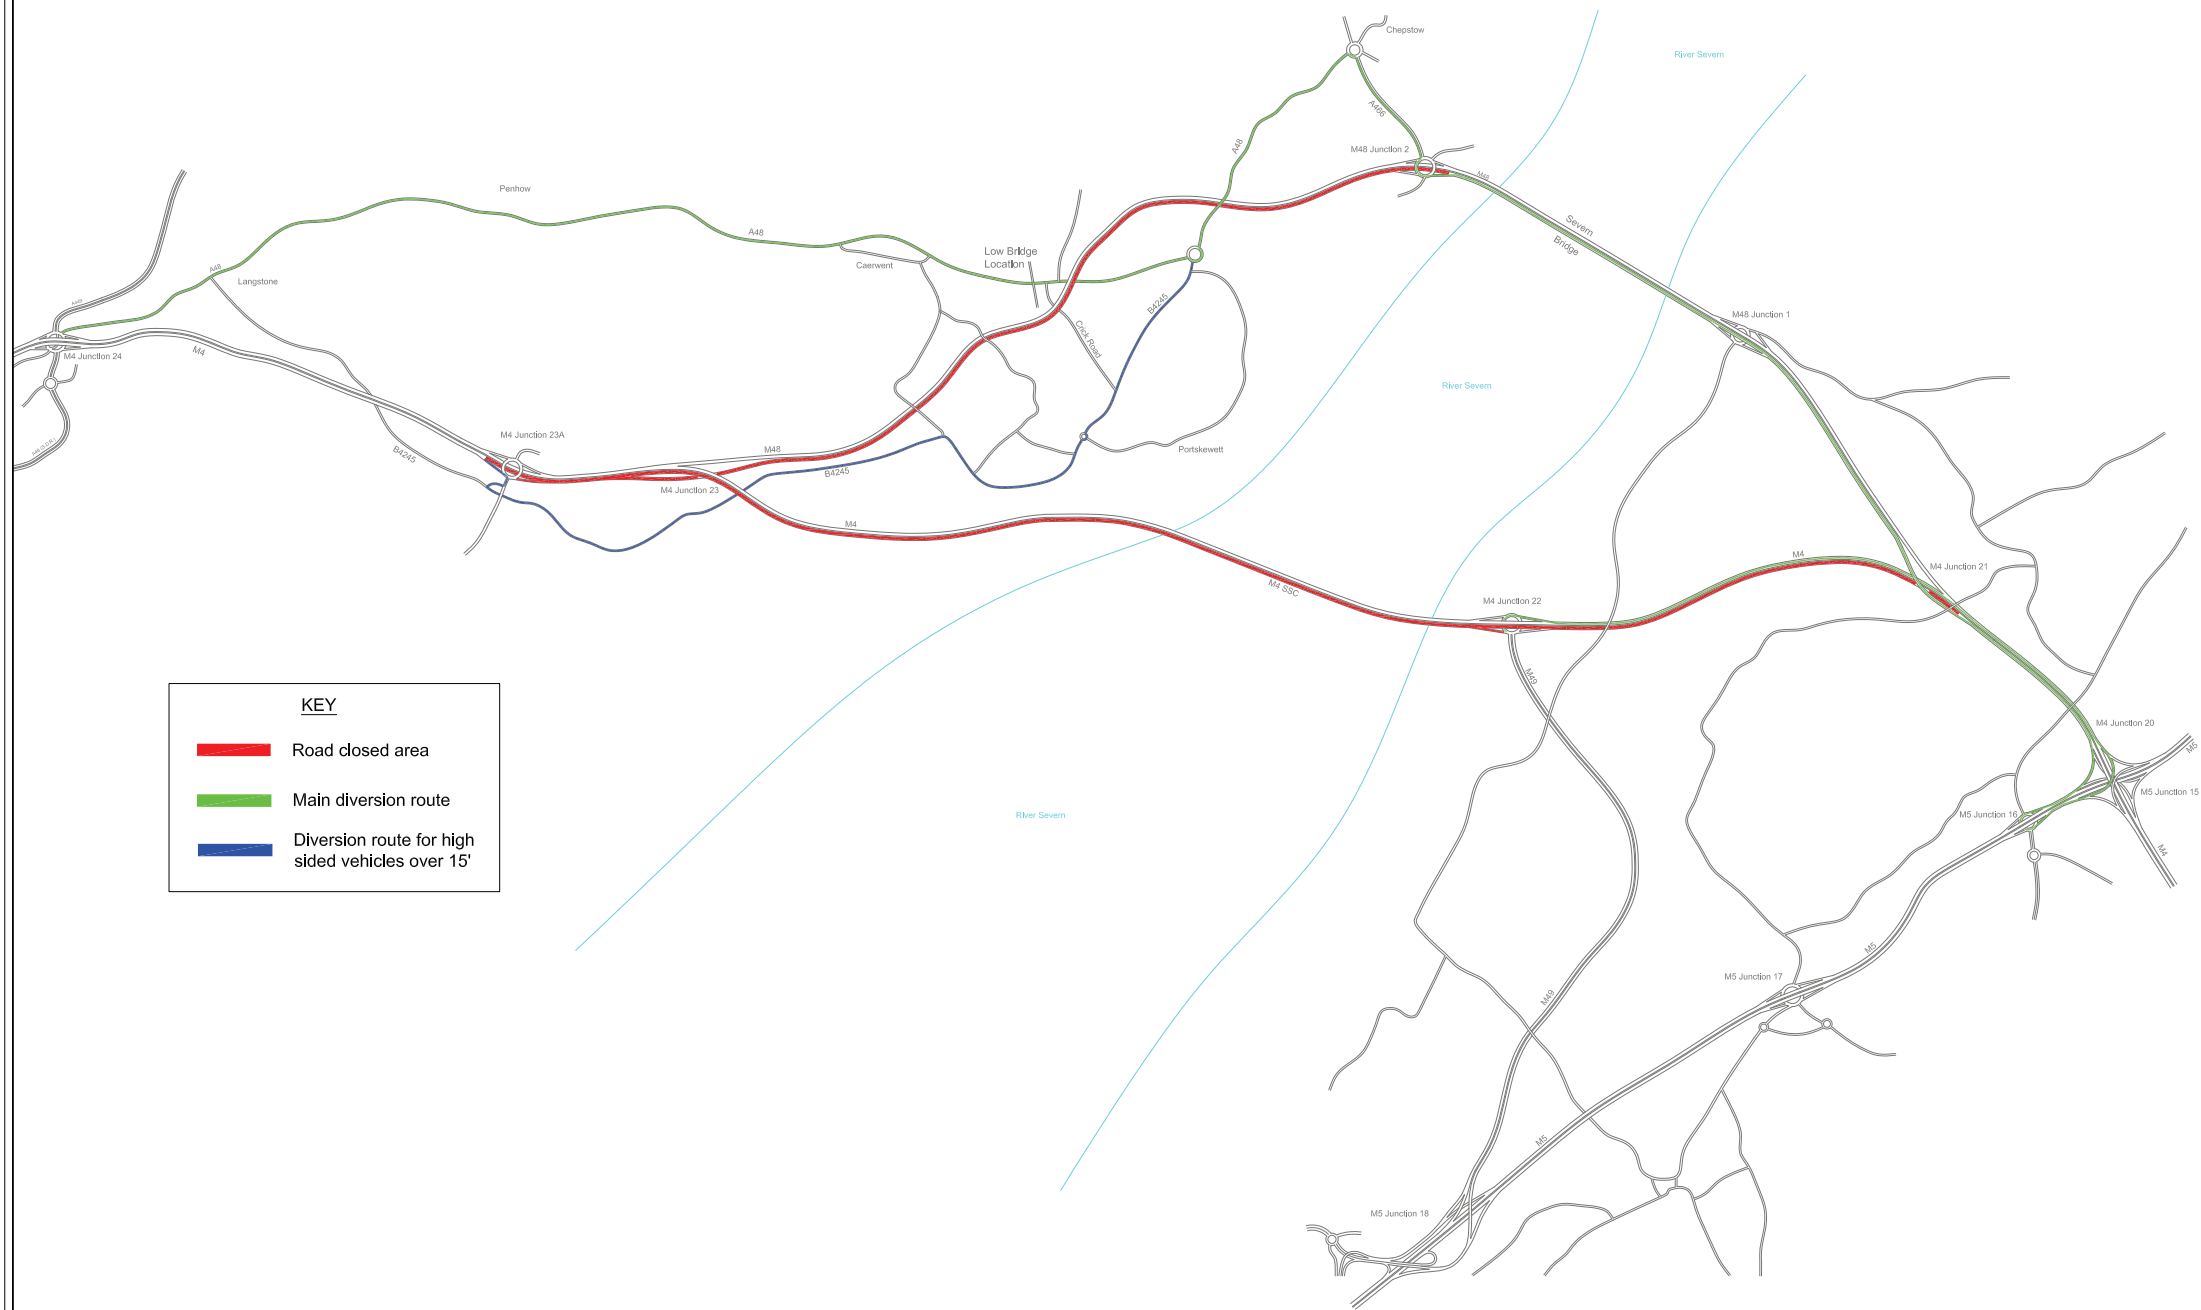 Chepstow
River Severn
A466
A48
M48 Junction 2
M48
Penhow
Severn
Bridge
A48
Low Bridge
Location
Caerwent
A48
Langstone
B4245
A449
M48 Junction 1
Crick Road
M4 Junction 24
M4
River Severn
M4 Junction 23A
A48 (S.D.R.)
B4245
M48
Portskewett
B4245
M4 Junction 23
M4
M4
M4 Junction 21
M4 SSC
M4 Junction 22
M49
KEY
Road closed area
Main diversion route
Diversion route for high
sided vehicles over 15'
M4 Junction 20
M5
M5 Junction 15
River Severn
M5 Junction 16
M4
M5
M5 Junction 17
M49
M5
M5 Junction 18